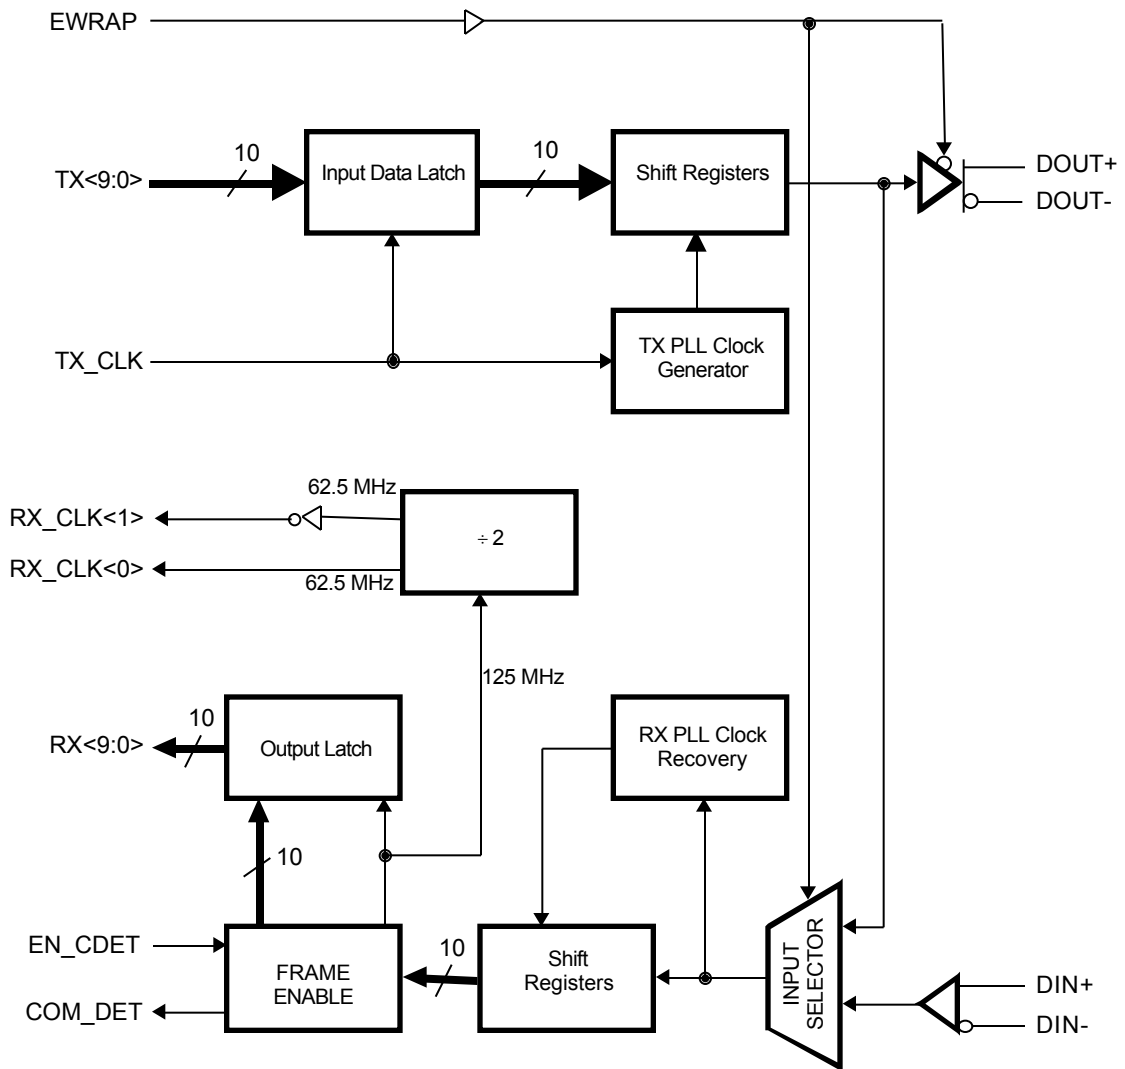 EWRAP
TX<9:0>
10
Input Data Latch
10
Shift Registers
DOUT+
DOUT-
TX_CLK
TX PLL Clock
Generator
62.5 MHz
RX_CLK<1>
÷ 2
RX_CLK<0>
62.5 MHz
125 MHz
RX<9:0>
10
Output Latch
RX PLL Clock
Recovery
10
EN_CDET
COM_DET
FRAME
ENABLE
10
Shift
Registers
INPUT
SELECTOR
DIN+
DIN-